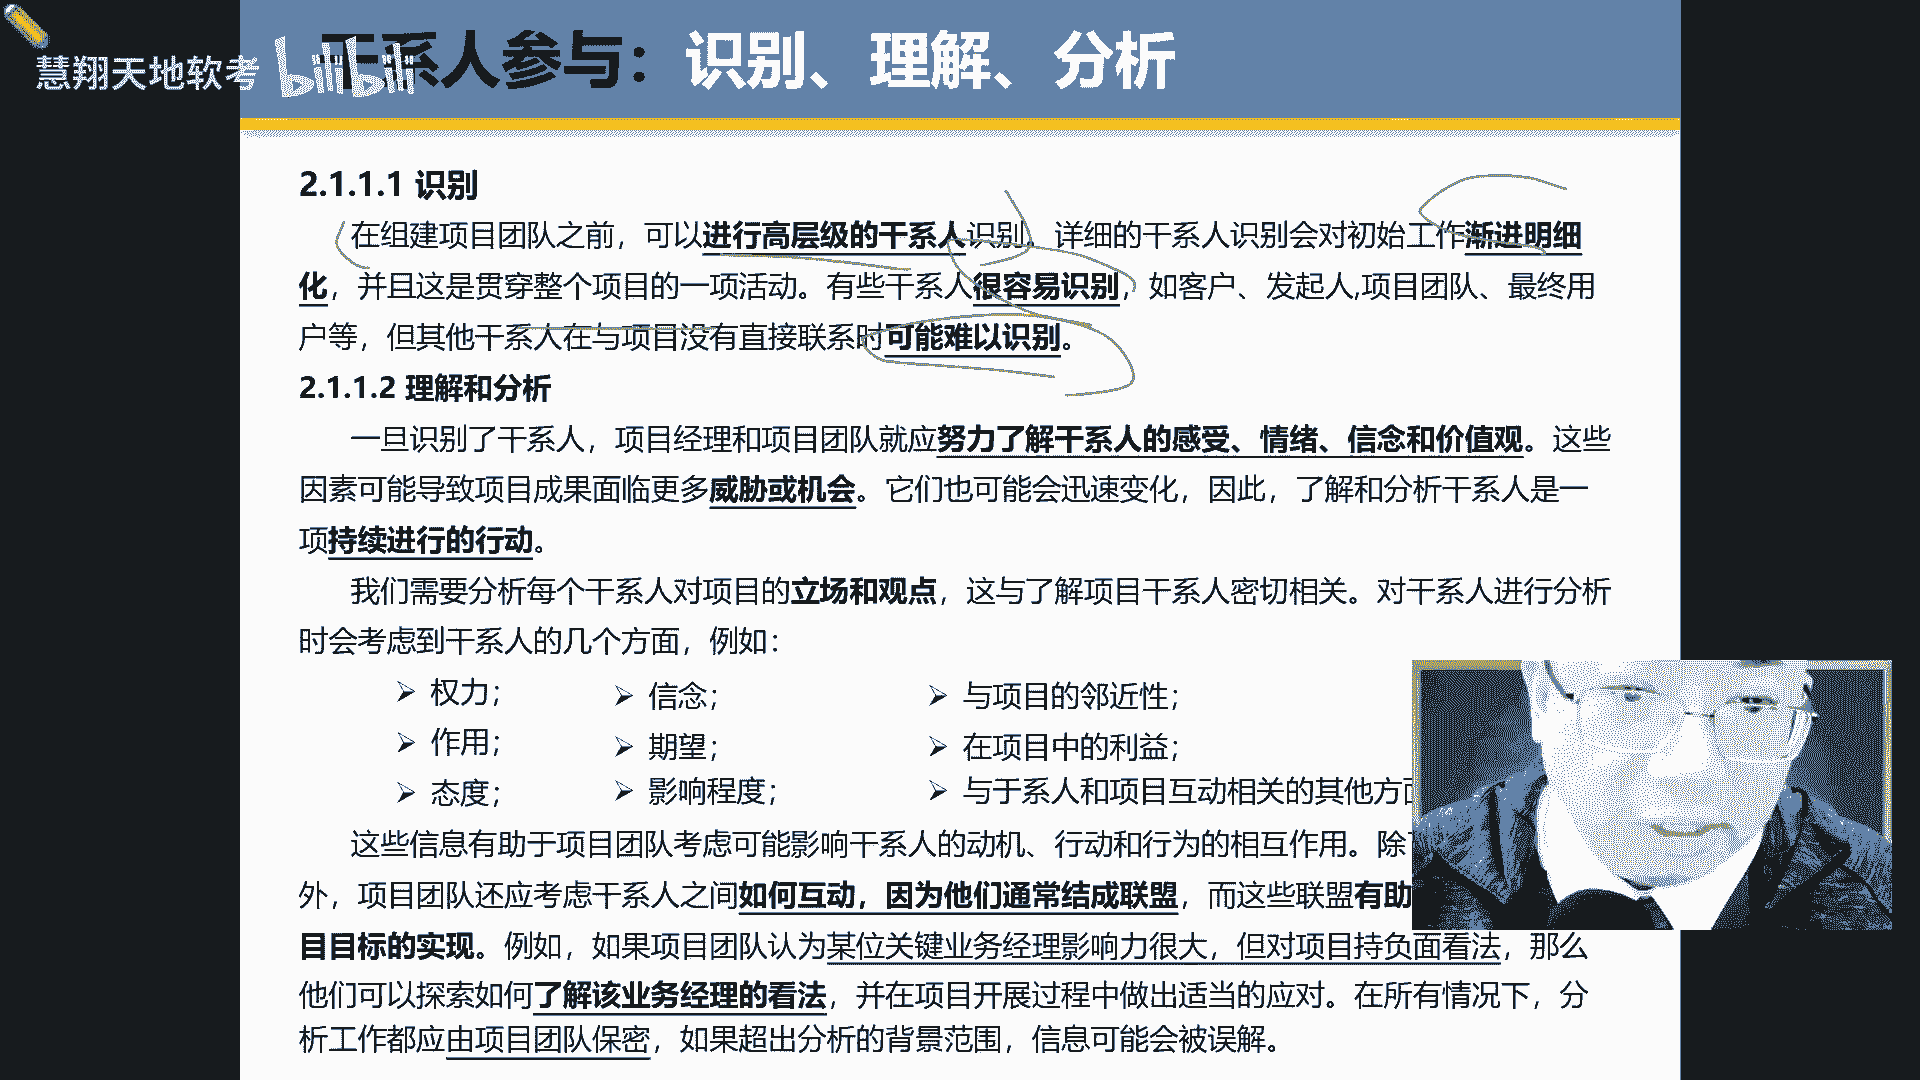 慧翔天地软考
bilibili
干系人参与：识别、理解、分析
2.1.1.1 识别
在组建项目团队之前，可以进行高层级的干系人识别。详细的干系人识别会对初始工作渐进明细
化，并且这是贯穿整个项目的一项活动。有些干系人很容易识别，如客户、发起人,项目团队、最终用
户等，但其他干系人在与项目没有直接联系时可能难以识别。
2.1.1.2 理解和分析
一旦识别了干系人，项目经理和项目团队就应努力了解干系人的感受、情绪、信念和价值观。这些
因素可能导致项目成果面临更多威胁或机会。它们也可能会迅速变化，因此，了解和分析干系人是一
项持续进行的行动。
我们需要分析每个干系人对项目的立场和观点，这与了解项目干系人密切相关。对干系人进行分析
时会考虑到干系人的几个方面，例如：
➢ 权力；
➢ 信念；
➢ 与项目的邻近性；
➢ 作用；
➢ 期望；
➢ 在项目中的利益；
➢ 态度；
➢ 影响程度；
➢ 与于系人和项目互动相关的其他方面
这些信息有助于项目团队考虑可能影响干系人的动机、行动和行为的相互作用。除
外，项目团队还应考虑干系人之间如何互动，因为他们通常结成联盟，而这些联盟有助
目目标的实现。例如，如果项目团队认为某位关键业务经理影响力很大，但对项目持负面看法，那么
他们可以探索如何了解该业务经理的看法，并在项目开展过程中做出适当的应对。在所有情况下，分
析工作都应由项目团队保密，如果超出分析的背景范围，信息可能会被误解。